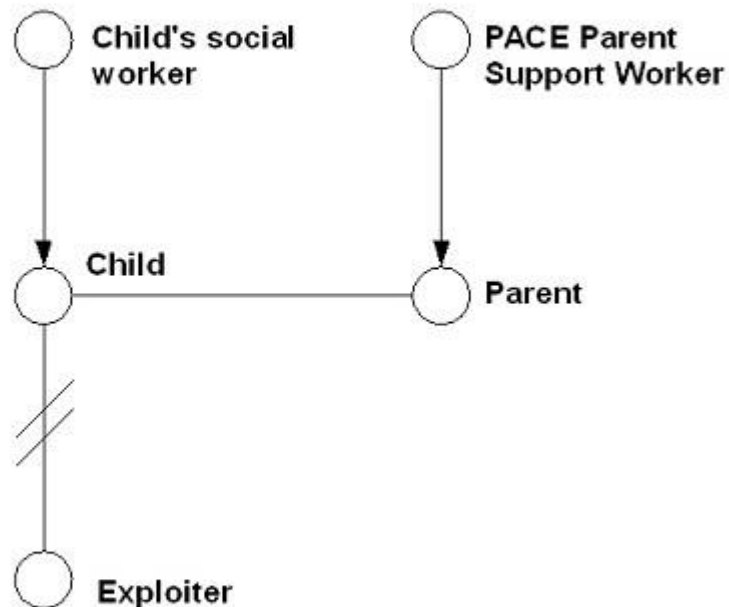 Child's social
worker
PACE Parent
Support Worker
Child
Parent
Exploiter